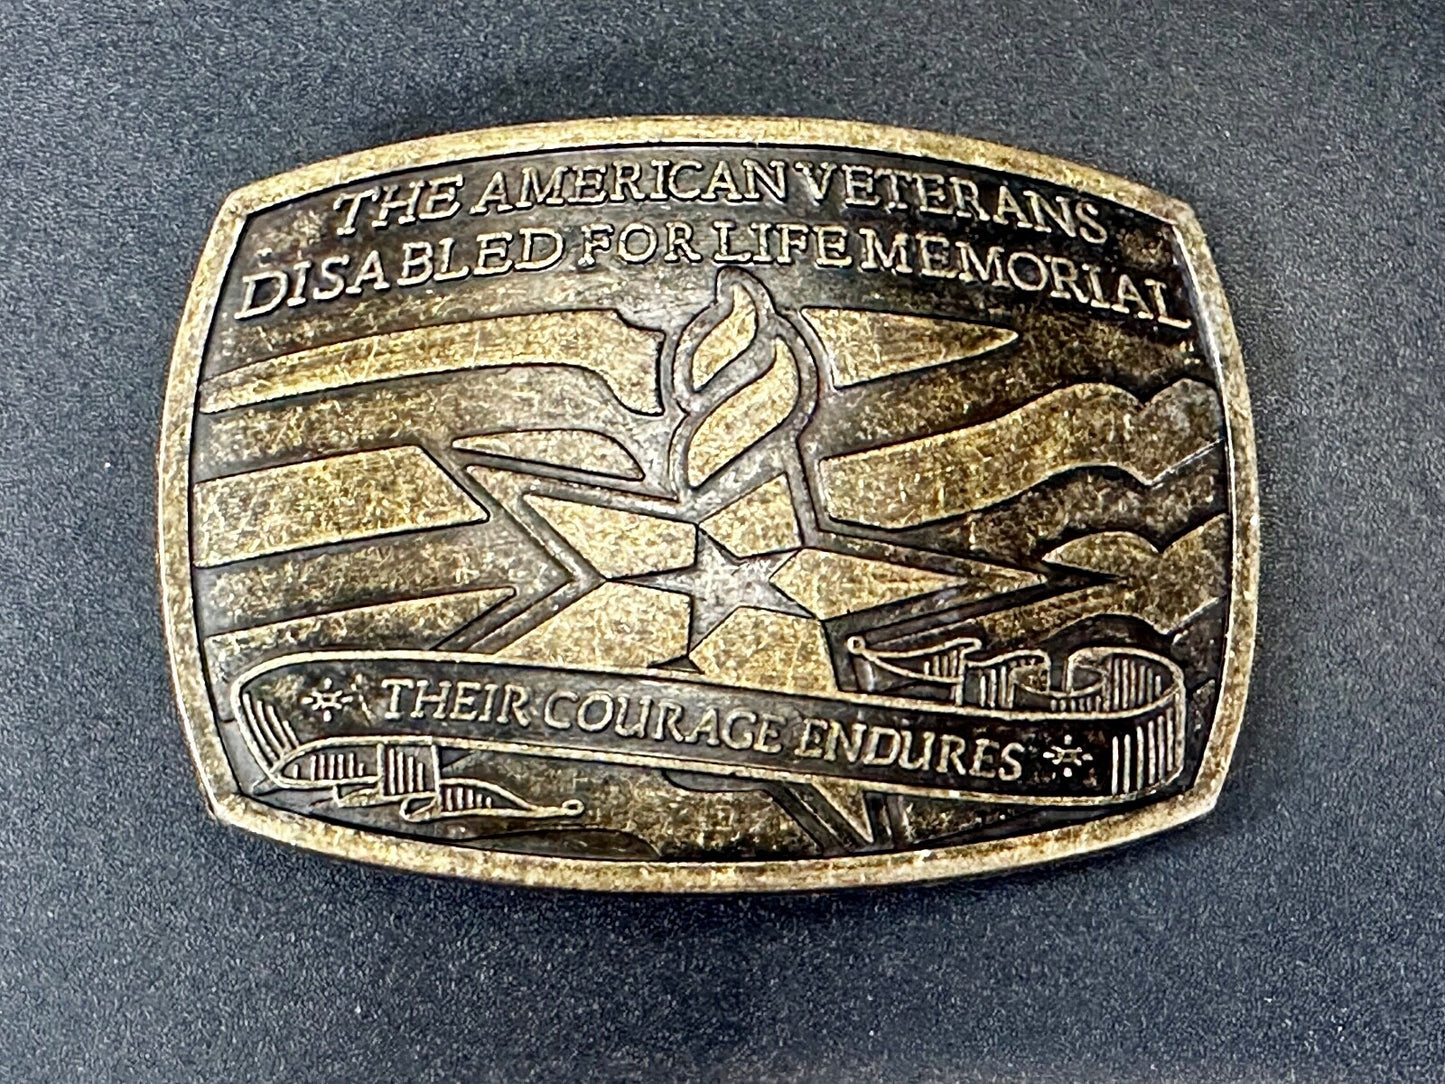 THE AMERICAN VETERANS
DISABLED FOR LIFE MEMORIAL
THEIR COURAGE ENDURES